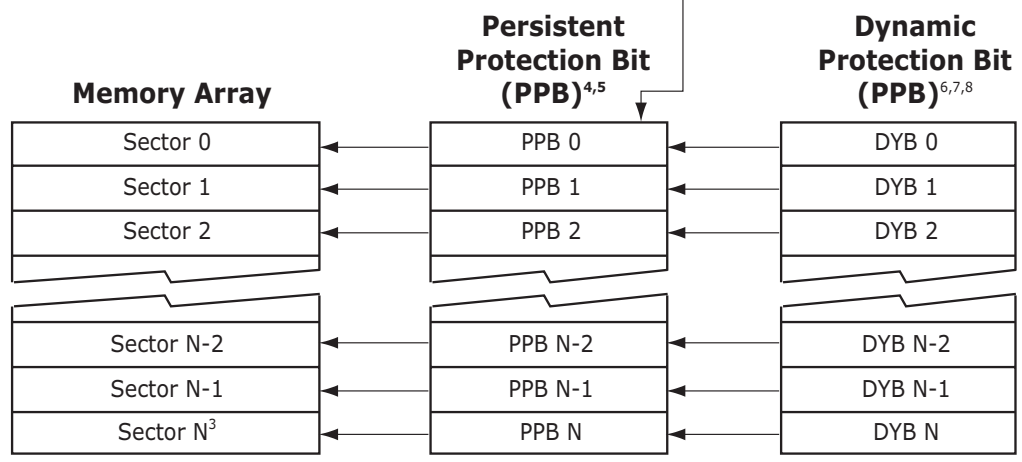 Persistent
Protection Bit
(PPB)4,5
Dynamic
Protection Bit
(PPB)6,7,8
Memory Array
Sector 0
PPB 0
DYB 0
Sector 1
PPB 1
DYB 1
Sector 2
PPB 2
DYB 2
Sector N-2
PPB N-2
DYB N-2
Sector N-1
PPB N-1
DYB N-1
Sector N3
PPB N
DYB N